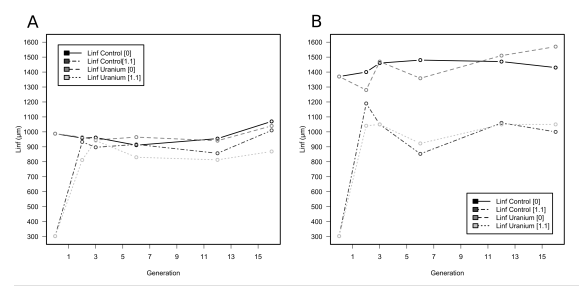 A
Linf (µm)
1600
1500
1400
1300
1200
1100
1000
900
800
700
600
500
400
300
Linf Control [0]
Linf Control[1.1]
Linf Uranium [0]
Linf Uranium [1.1]
1 3 5 7 9 11 13 15
Generation
B
Linf (µm)
1600
1500
1400
1300
1200
1100
1000
900
800
700
600
500
400
300
Linf Control [0]
Linf Control [1.1]
Linf Uranium [0]
Linf Uranium [1.1]
1 3 5 7 9 11 13 15
Generation